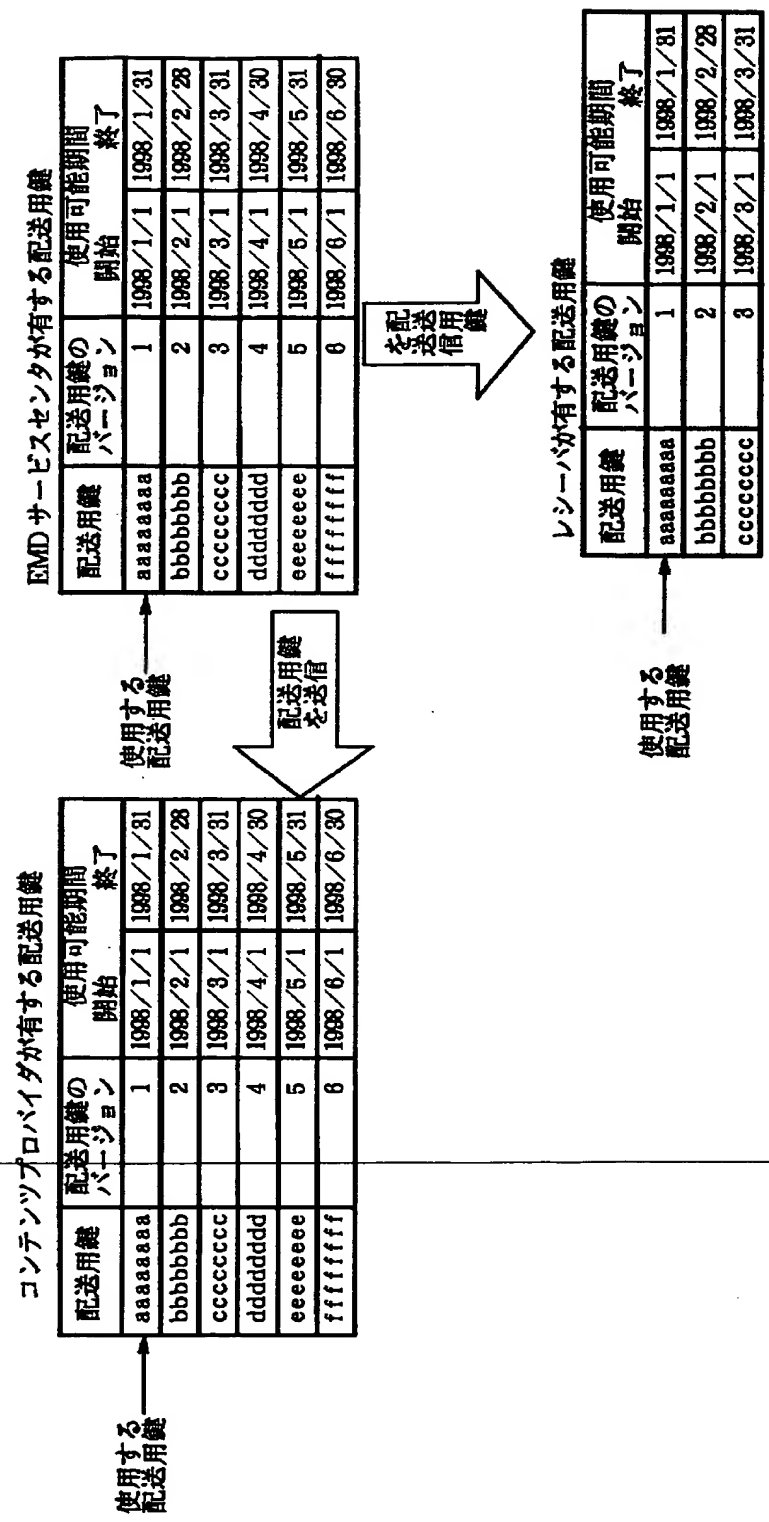 コンテンツプロバイダが有する配送用鍵
配送用鍵 配送用鍵の 使用可能期間
バージョン 開始 終了
aaaaaaaa 1 1998/1/1 1998/1/31
bbbbbbbb 2 1998/2/1 1998/2/28
cccccccc 3 1998/3/1 1998/3/31
dddddddd 4 1998/4/1 1998/4/30
eeeeeeee 5 1998/5/1 1998/5/31
ffffffff 6 1998/6/1 1998/6/30
使用する
配送用鍵
EMDサービスセンタが有する配送用鍵
配送用鍵 配送用鍵の 使用可能期間
バージョン 開始 終了
aaaaaaaa 1 1998/1/1 1998/1/31
bbbbbbbb 2 1998/2/1 1998/2/28
cccccccc 3 1998/3/1 1998/3/31
dddddddd 4 1998/4/1 1998/4/30
eeeeeeee 5 1998/5/1 1998/5/31
ffffffff 6 1998/6/1 1998/6/30
使用する
配送用鍵
配送用鍵
を送信
配送用鍵
を送信
レシーバが有する配送用鍵
配送用鍵 配送用鍵の 使用可能期間
バージョン 開始 終了
aaaaaaaa 1 1998/1/1 1998/1/31
bbbbbbbb 2 1998/2/1 1998/2/28
cccccccc 3 1998/3/1 1998/3/31
使用する
配送用鍵